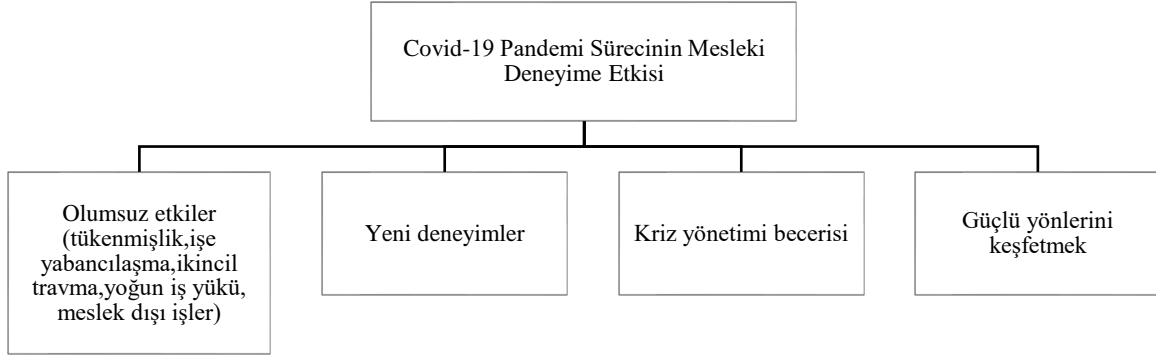 Covid-19 Pandemi Sürecinin Mesleki
Deneyime Etkisi
Olumsuz etkiler
(tükenmişlik,işe
yabancılaşma,ikincil
travma,yoğun iş yükü,
meslek dışı işler)
Yeni deneyimler
Kriz yönetimi becerisi
Güçlü yönlerini
keşfetmek